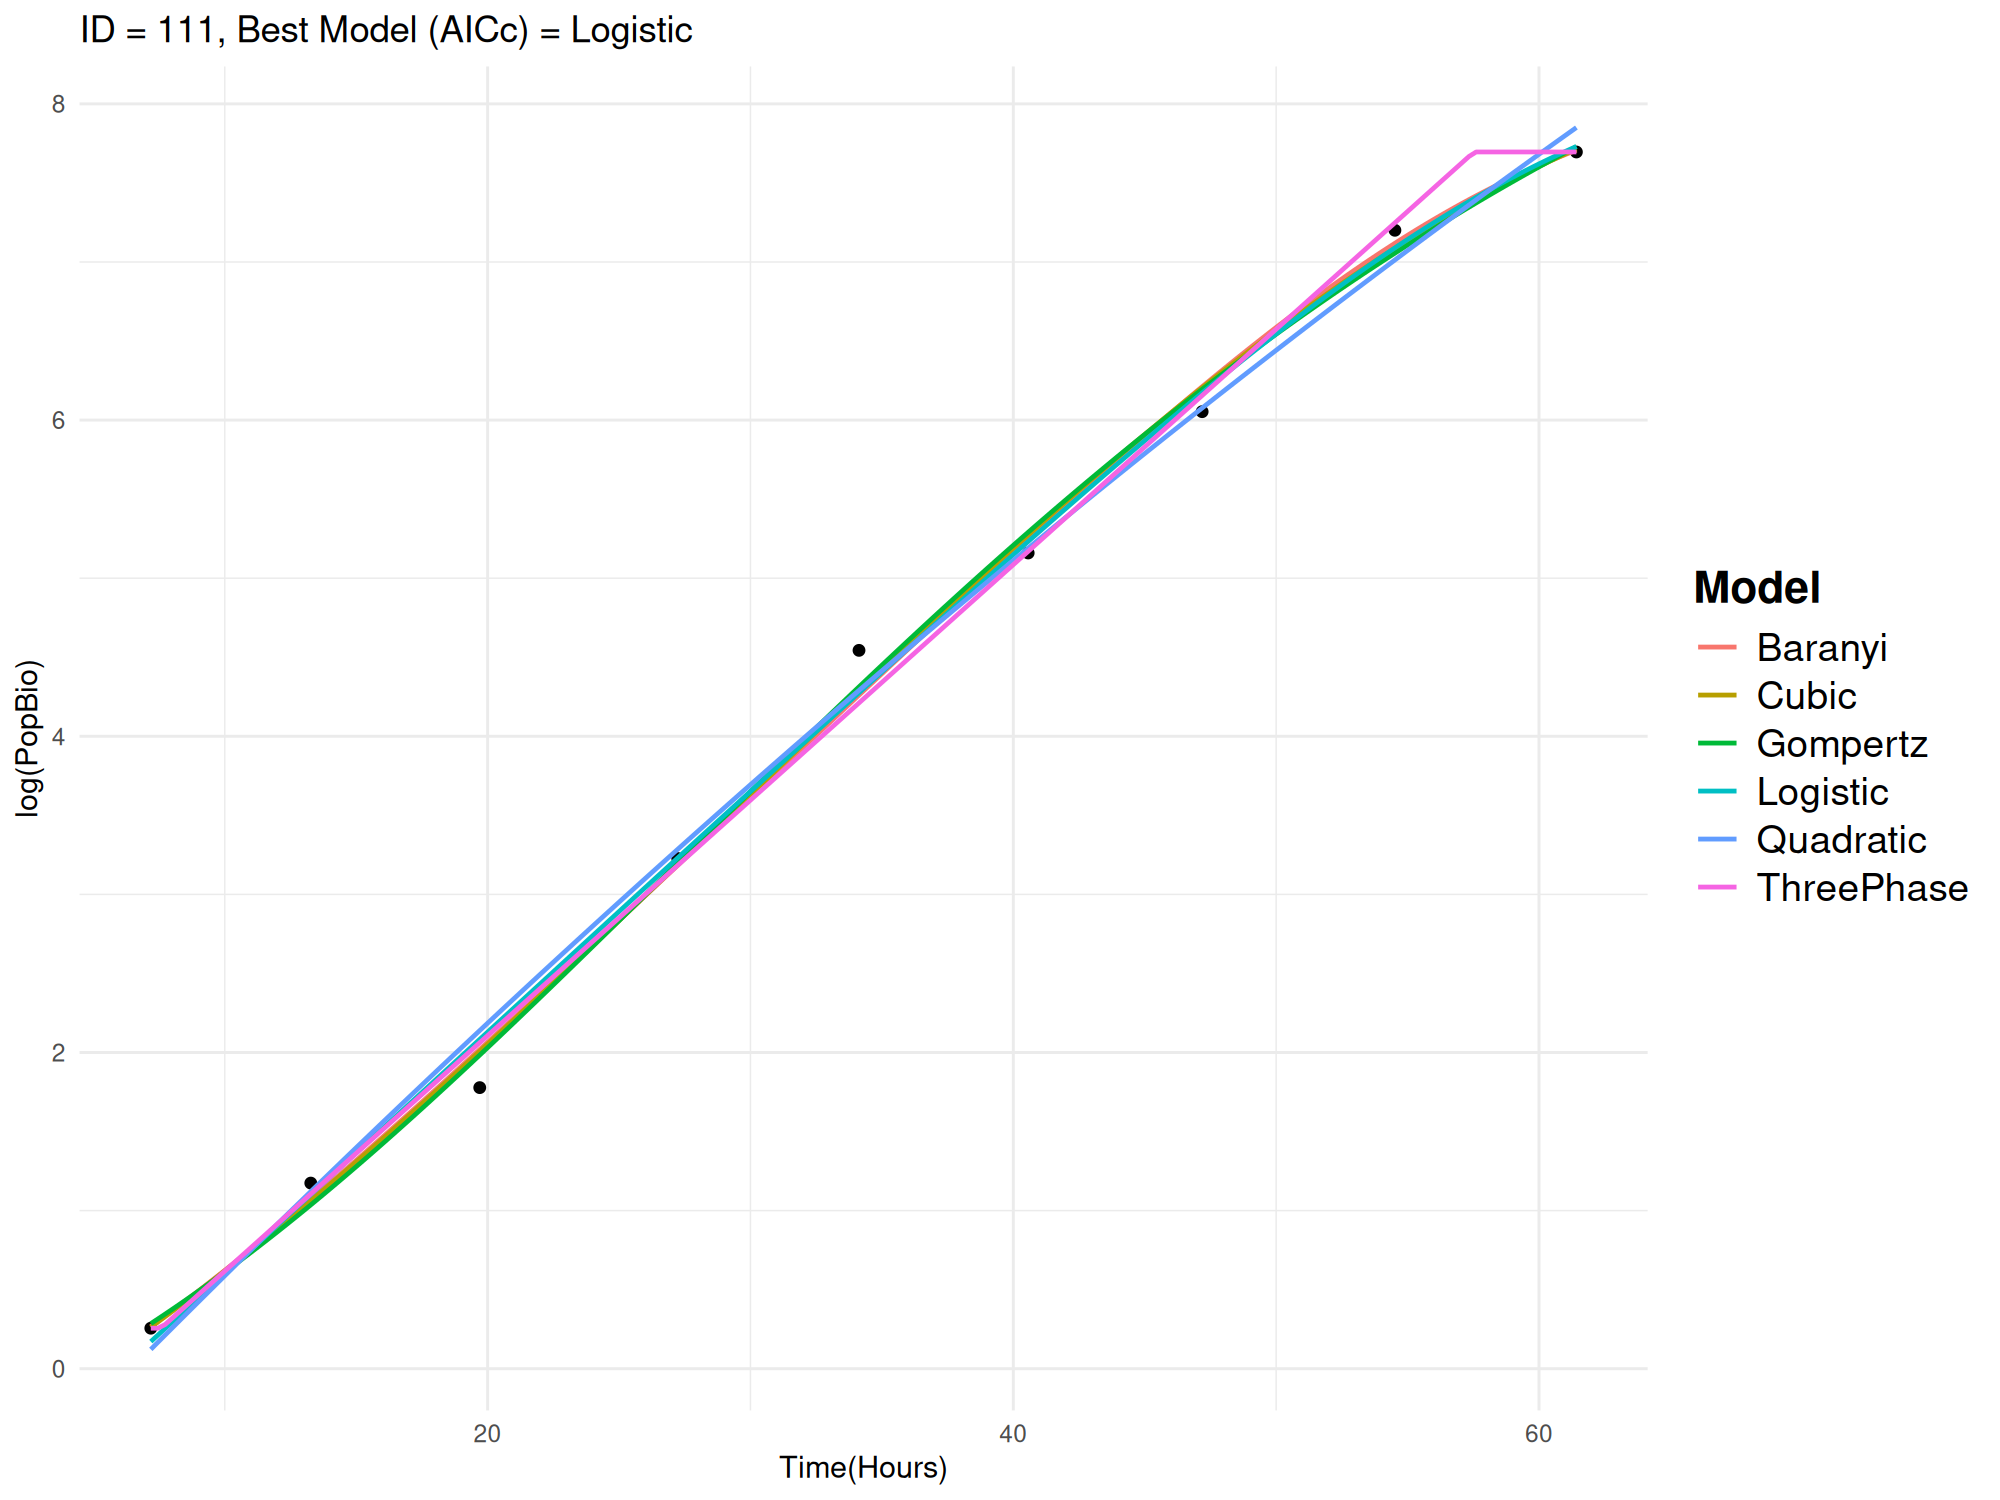 ID = 111, Best Model (AICc) = Logistic
8
6
4
2
0
log(PopBio)
20
40
60
Time(Hours)
Model
Baranyi
Cubic
Gompertz
Logistic
Quadratic
ThreePhase